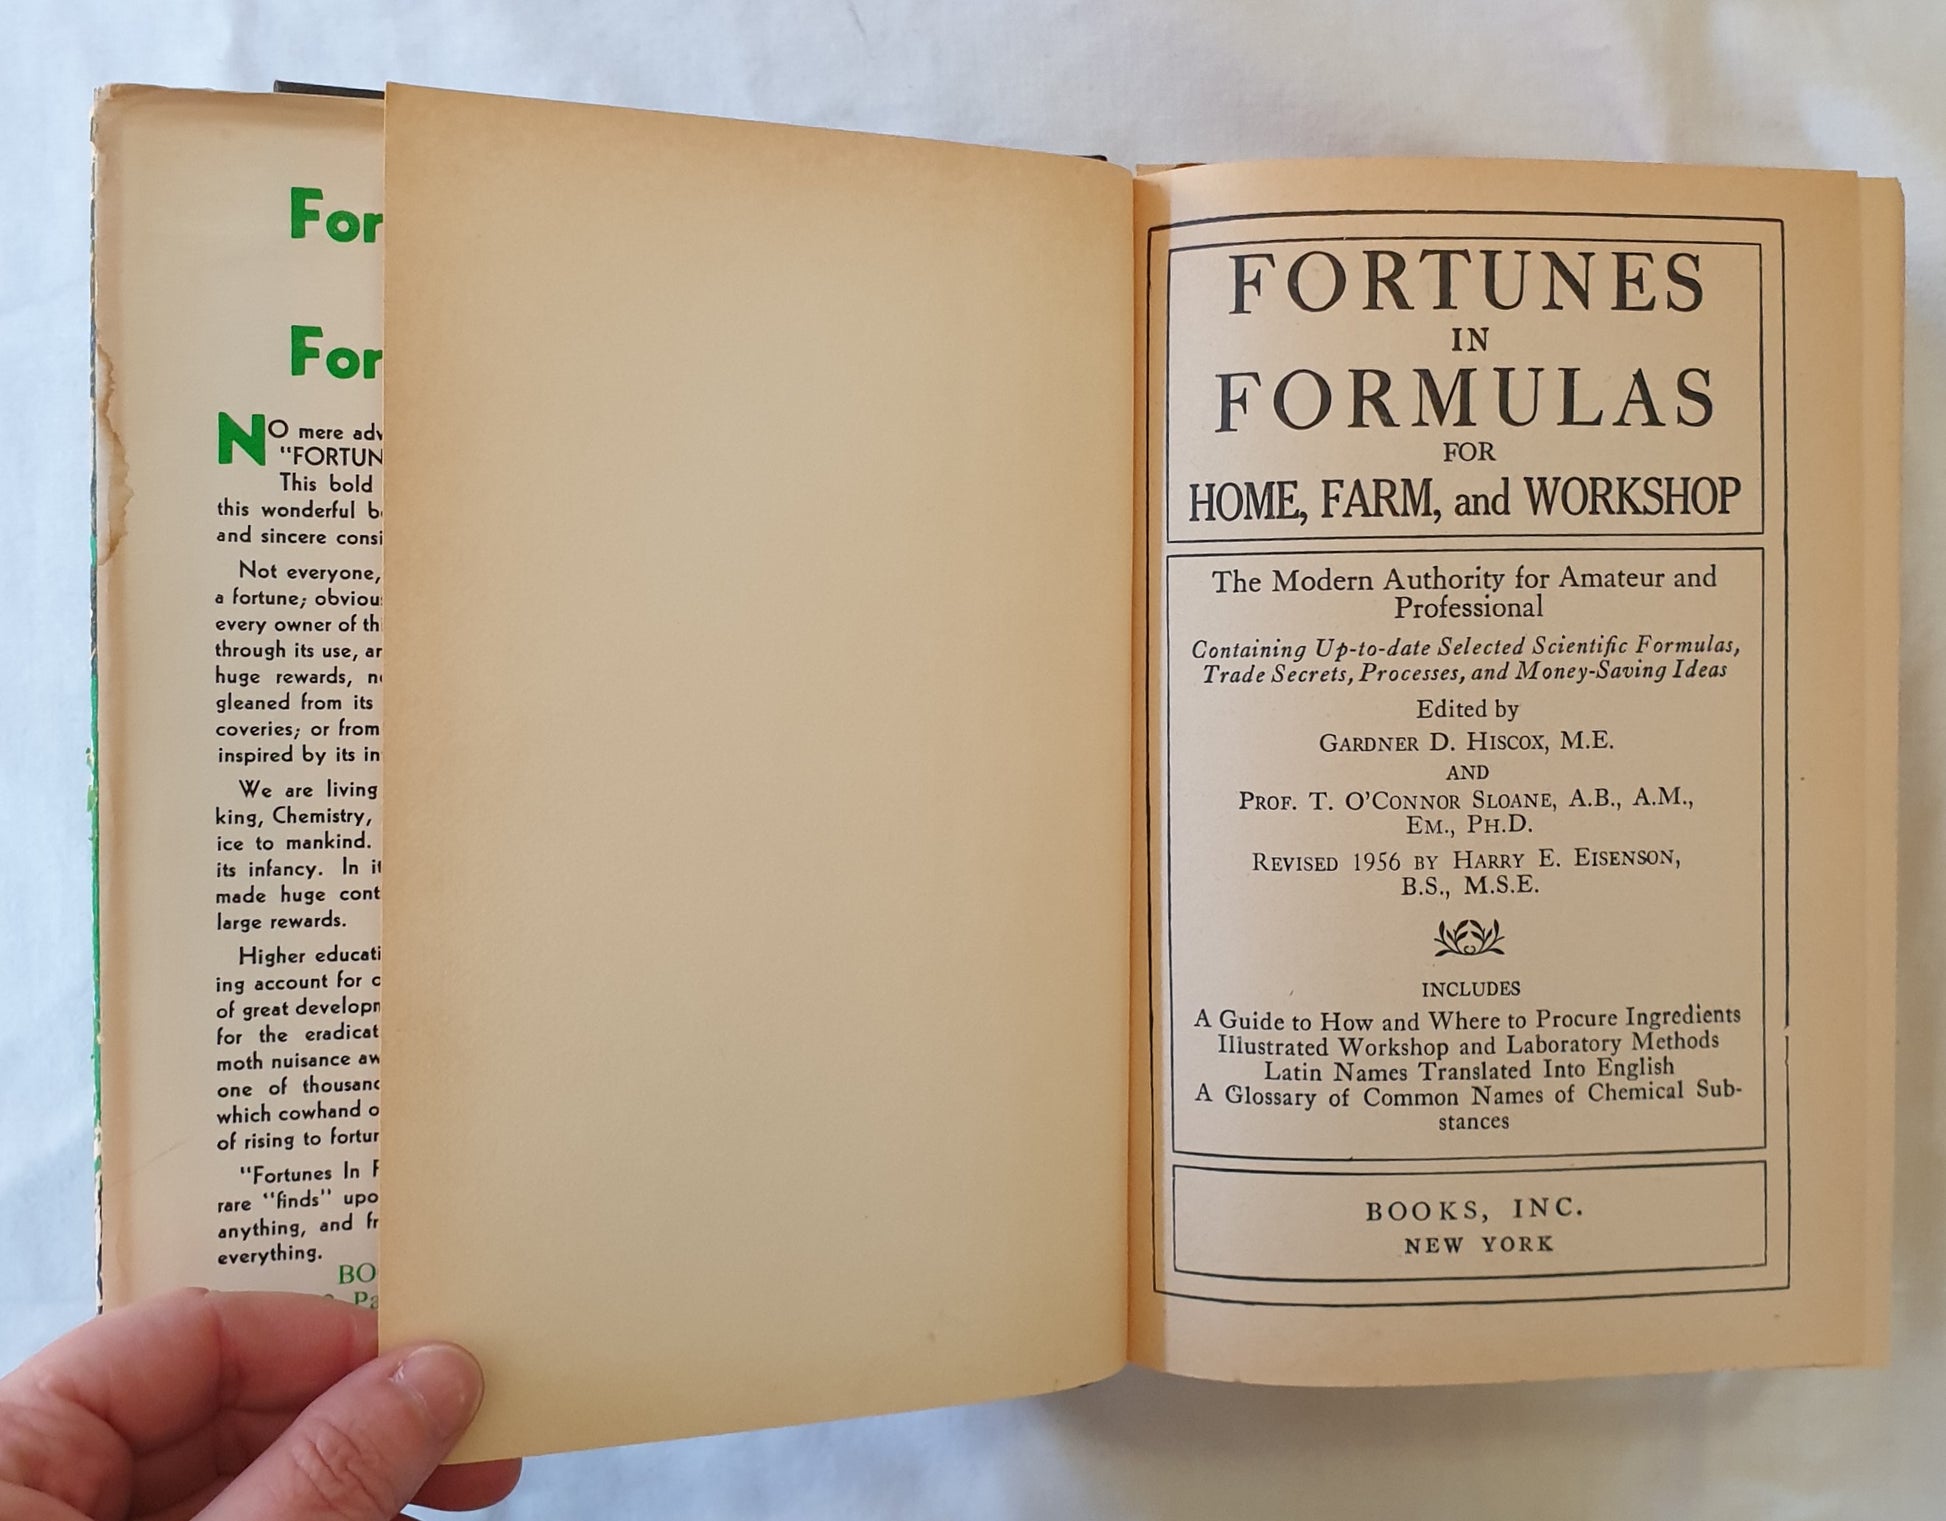 For
For
NO mere adv
"FORTUN
This bold
this wonderful b
and sincere consi
Not everyone,
a fortune; obviou
every owner of th
through its use, ar
huge rewards, n
gleaned from its
coveries; or from
inspired by its in
We are living
king, Chemistry,
ice to mankind.
its infancy. In it
made huge cont
large rewards.
Higher educati
ing account for
of great developm
for the eradicat
moth nuisance aw
one of thousand
which cowhand o
of rising to fortun
"Fortunes In F
rare "finds" upo
anything, and fr
everything.
BO
& Pa
FORTUNES
IN
FORMULAS
FOR
HOME, FARM, and WORKSHOP
The Modern Authority for Amateur and
Professional
Containing Up-to-date Selected Scientific Formulas,
Trade Secrets, Processes, and Money-Saving Ideas
Edited by
GARDNER D. HISCOX, M.E.
AND
PROF. T. O'CONNOR SLOANE, A.B., A.M.,
EM., PH.D.
REVISED 1956 BY HARRY E. EISENSON,
B.S., M.S.E.
INCLUDES
A Guide to How and Where to Procure Ingredients
Illustrated Workshop and Laboratory Methods
Latin Names Translated Into English
A Glossary of Common Names of Chemical Sub-
stances
BOOKS, INC.
NEW YORK